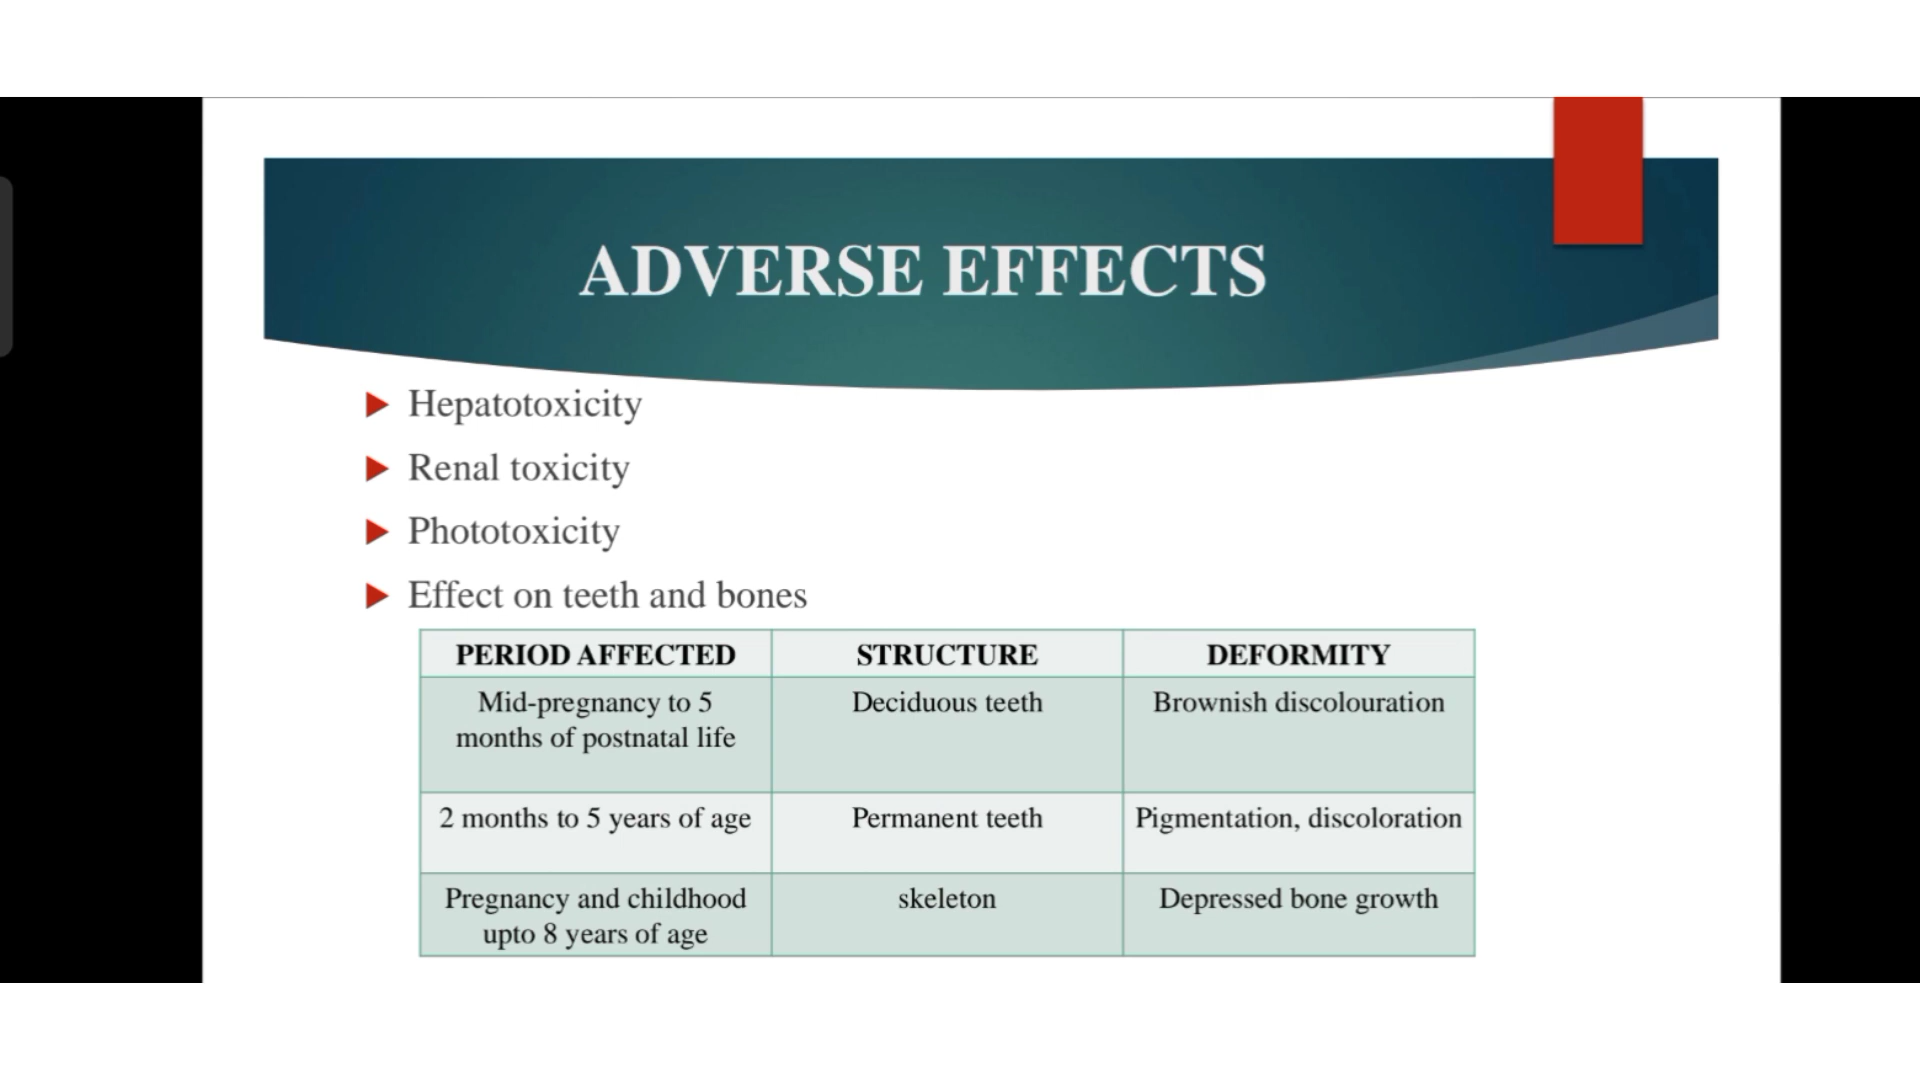 ADVERSE EFFECTS
Hepatotoxicity
Renal toxicity
Phototoxicity
Effect on teeth and bones
PERIOD AFFECTED STRUCTURE DEFORMITY
Mid-pregnancy to 5 Deciduous teeth Brownish discolouration
months of postnatal life
2 months to 5 years of age Permanent teeth Pigmentation, discoloration
Pregnancy and childhood skeleton Depressed bone growth
upto 8 years of age